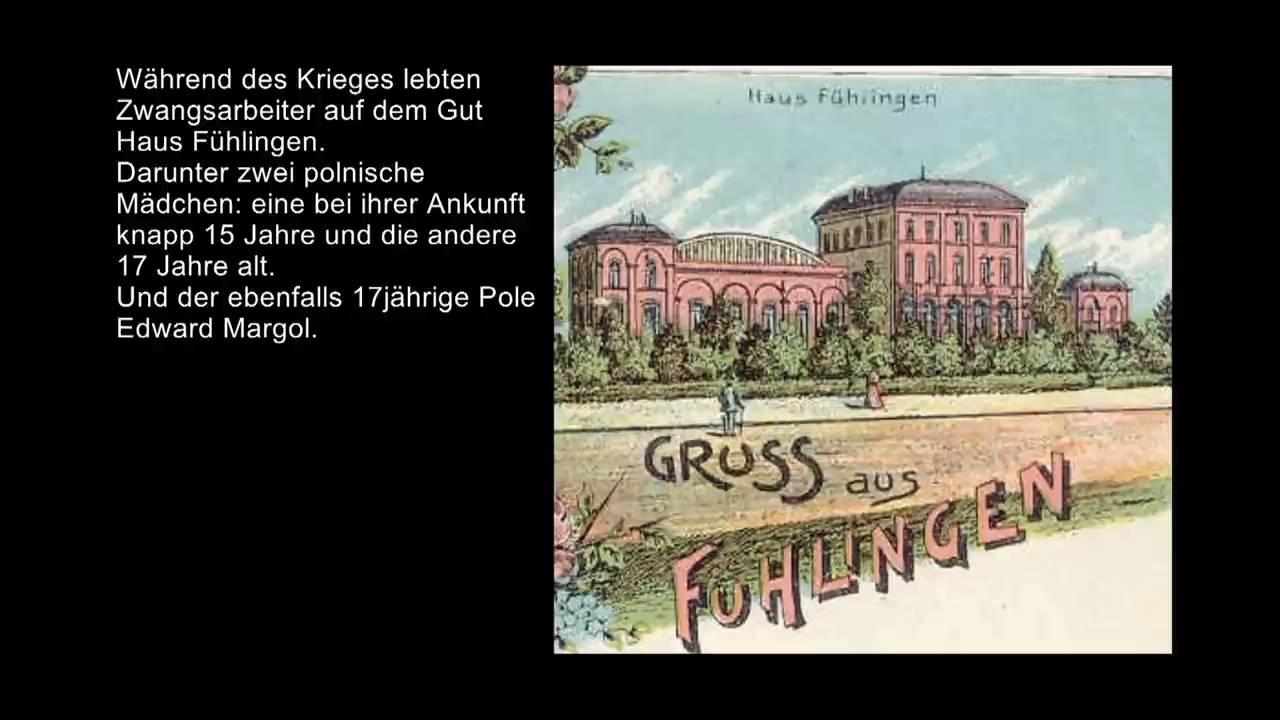 Während des Krieges lebten
Zwangsarbeiter auf dem Gut
Haus Fühlingen.
Darunter zwei polnische
Mädchen: eine bei ihrer Ankunft
knapp 15 Jahre und die andere
17 Jahre alt.
Und der ebenfalls 17jährige Pole
Edward Margol.
Haus Fühlingen
GRUSS aus
FÜHLINGEN